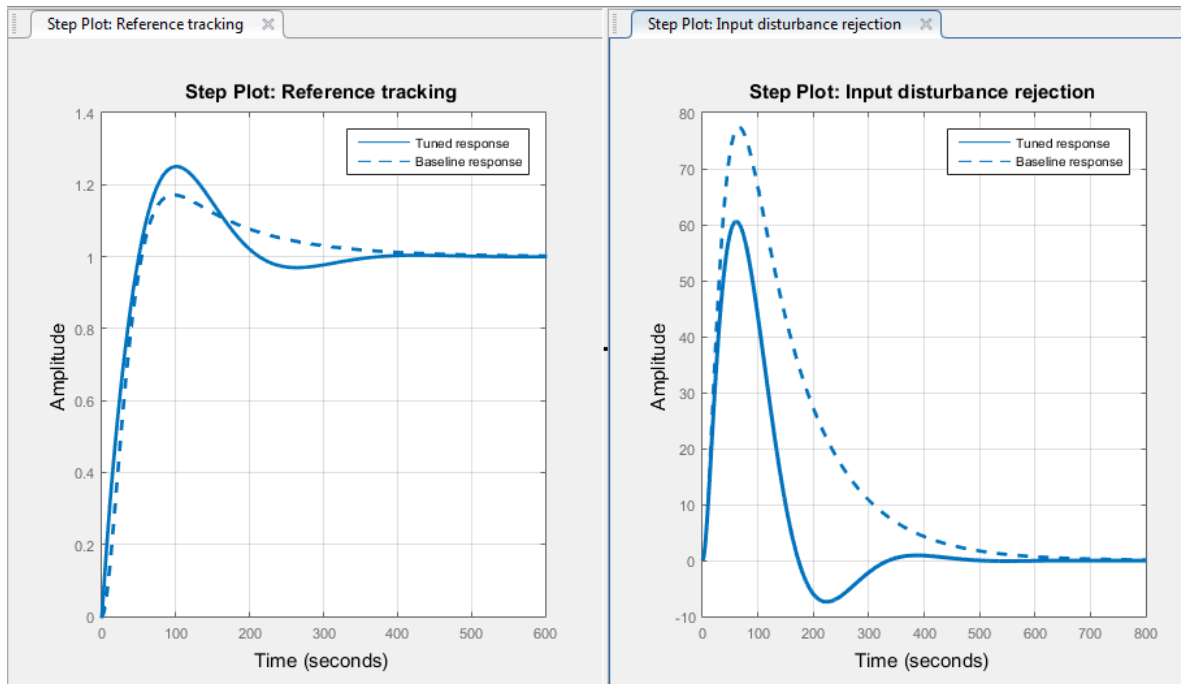 Step Plot: Reference tracking
Step Plot: Reference tracking
Tuned response
Baseline response
1.4
1.2
1
0.8
0.6
0.4
0.2
0
Amplitude
0 100 200 300 400 500 600
Time (seconds)
Step Plot: Input disturbance rejection
Step Plot: Input disturbance rejection
Tuned response
Baseline response
80
70
60
50
40
30
20
10
0
-10
Amplitude
0 100 200 300 400 500 600 700 800
Time (seconds)